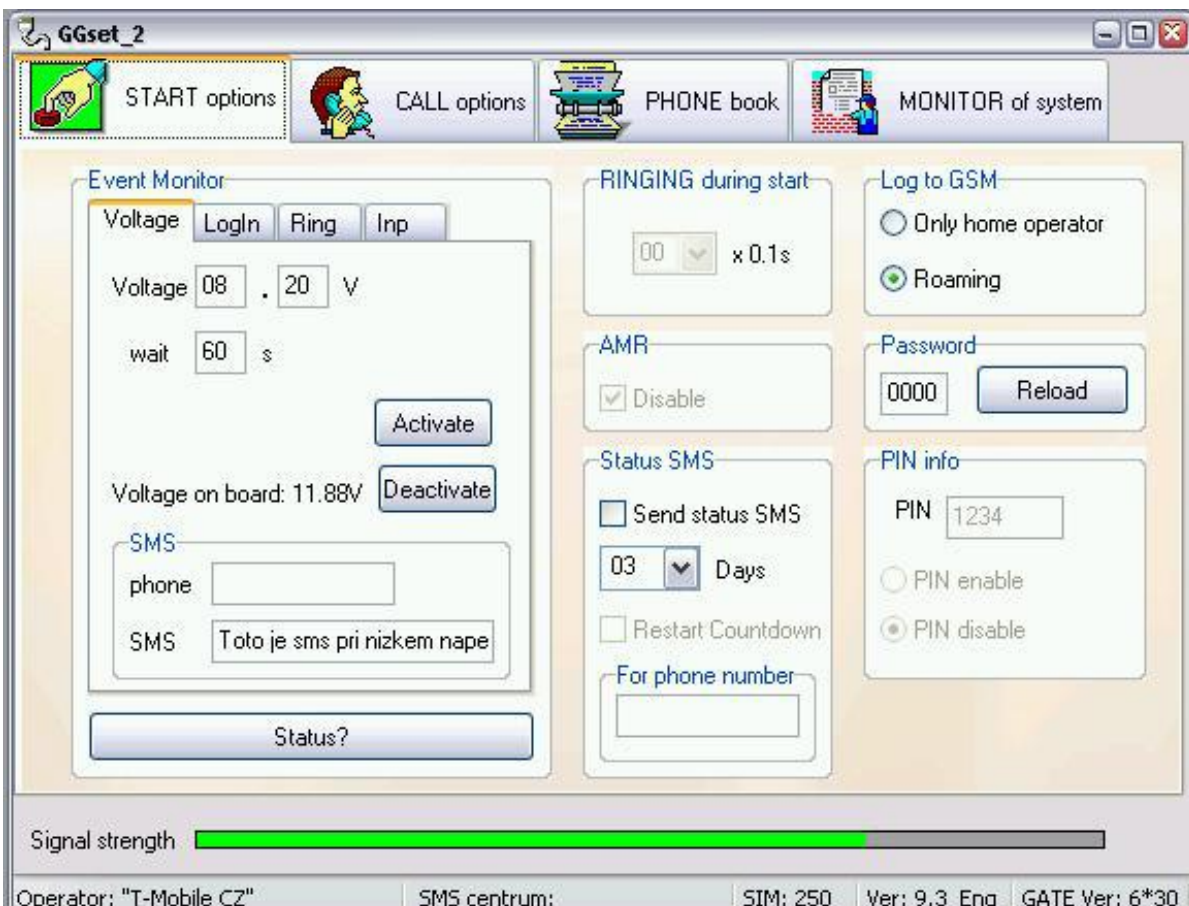 GGset_2
START options
CALL options
PHONE book
MONITOR of system
Event Monitor
Voltage
LogIn
Ring
Inp
Voltage 08 . 20 V
wait 60 s
Activate
Voltage on board: 11.88V
Deactivate
SMS
phone
SMS Toto je sms pri nizkem nape
Status?
RINGING during start
00 x 0.1s
AMR
Disable
Status SMS
Send status SMS
03 Days
Restart Countdown
For phone number
Log to GSM
Only home operator
Roaming
Password
0000 Reload
PIN info
PIN 1234
PIN enable
PIN disable
Signal strength
Operator: "T-Mobile CZ" SMS centrum: SIM: 250 Ver: 9.3 Eng GATE Ver: 6*30